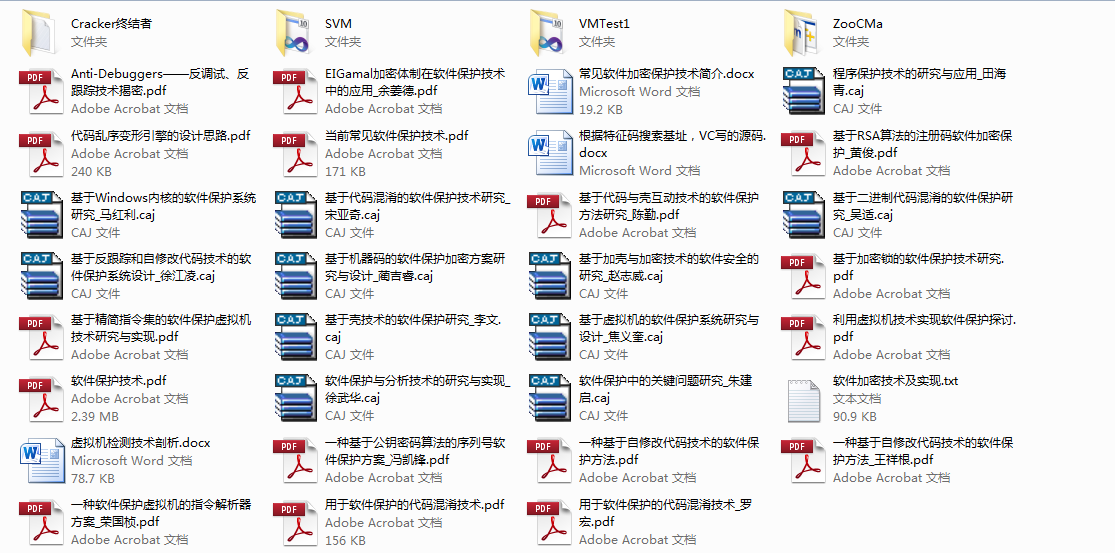 Cracker终结者
文件夹
SVM
文件夹
VMTest1
文件夹
ZooCMa
文件夹
Anti-Debuggers——反调试、反
跟踪技术揭密.pdf
Adobe Acrobat 文档
EIGamal加密体制在软件保护技术
中的应用_余姜德.pdf
Adobe Acrobat 文档
常见软件加密保护技术简介.docx
Microsoft Word 文档
19.2 KB
程序保护技术的研究与应用_田海
青.caj
CAJ 文件
代码乱序变形引擎的设计思路.pdf
Adobe Acrobat 文档
240 KB
当前常见软件保护技术.pdf
Adobe Acrobat 文档
171 KB
根据特征码搜索基址，VC写的源码.
docx
Microsoft Word 文档
基于RSA算法的注册码软件加密保
护_黄俊.pdf
Adobe Acrobat 文档
基于Windows内核的软件保护系统
研究_马红利.caj
CAJ 文件
基于代码混淆的软件保护技术研究_
宋亚奇.caj
CAJ 文件
基于代码与壳互动技术的软件保护
方法研究_陈勤.pdf
Adobe Acrobat 文档
基于二进制代码混淆的软件保护研
究_吴适.caj
CAJ 文件
基于反跟踪和自修改代码技术的软
件保护系统设计_徐江凌.caj
CAJ 文件
基于机器码的软件保护加密方案研
究与设计_蔺吉睿.caj
CAJ 文件
基于加壳与加密技术的软件安全的
研究_赵志威.caj
CAJ 文件
基于加密锁的软件保护技术研究.
pdf
Adobe Acrobat 文档
基于精简指令集的软件保护虚拟机
技术研究与实现.pdf
Adobe Acrobat 文档
基于壳技术的软件保护研究_李文.
caj
CAJ 文件
基于虚拟机的软件保护系统研究与
设计_焦义奎.caj
CAJ 文件
利用虚拟机技术实现软件保护探讨.
pdf
Adobe Acrobat 文档
软件保护技术.pdf
Adobe Acrobat 文档
2.39 MB
软件保护与分析技术的研究与实现_
徐武华.caj
CAJ 文件
软件保护中的关键问题研究_朱建
启.caj
CAJ 文件
软件加密技术及实现.txt
文本文档
90.9 KB
虚拟机检测技术剖析.docx
Microsoft Word 文档
78.7 KB
一种基于公钥密码算法的序列号软
件保护方案_冯凯锋.pdf
Adobe Acrobat 文档
一种基于自修改代码技术的软件保
护方法.pdf
Adobe Acrobat 文档
一种基于自修改代码技术的软件保
护方法_王祥根.pdf
Adobe Acrobat 文档
一种软件保护虚拟机的指令解析器
方案_荣国桢.pdf
Adobe Acrobat 文档
用于软件保护的代码混淆技术.pdf
Adobe Acrobat 文档
156 KB
用于软件保护的代码混淆技术_罗
宏.pdf
Adobe Acrobat 文档